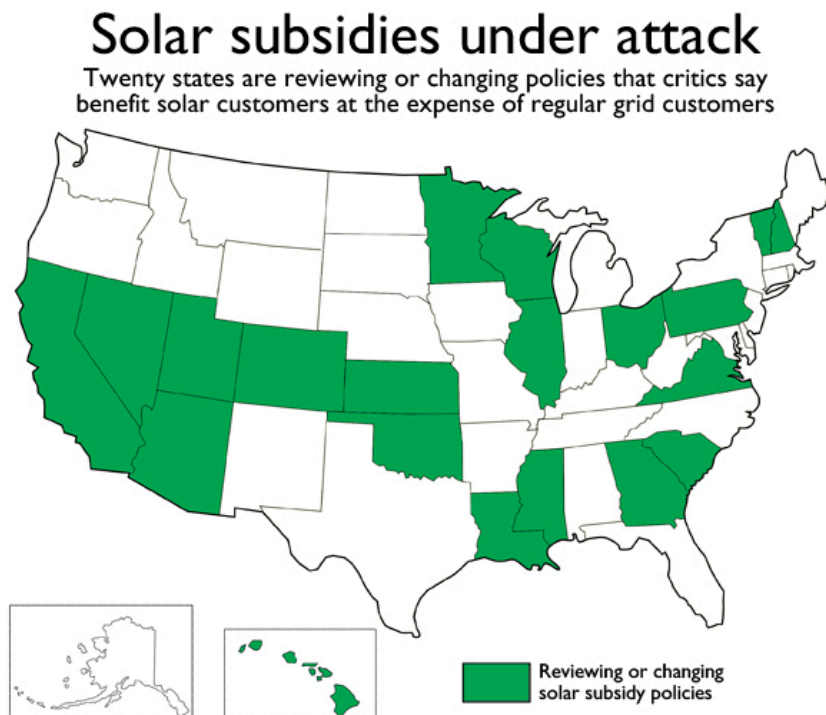 Solar subsidies under attack
Twenty states are reviewing or changing policies that critics say
benefit solar customers at the expense of regular grid customers
Reviewing or changing
solar subsidy policies